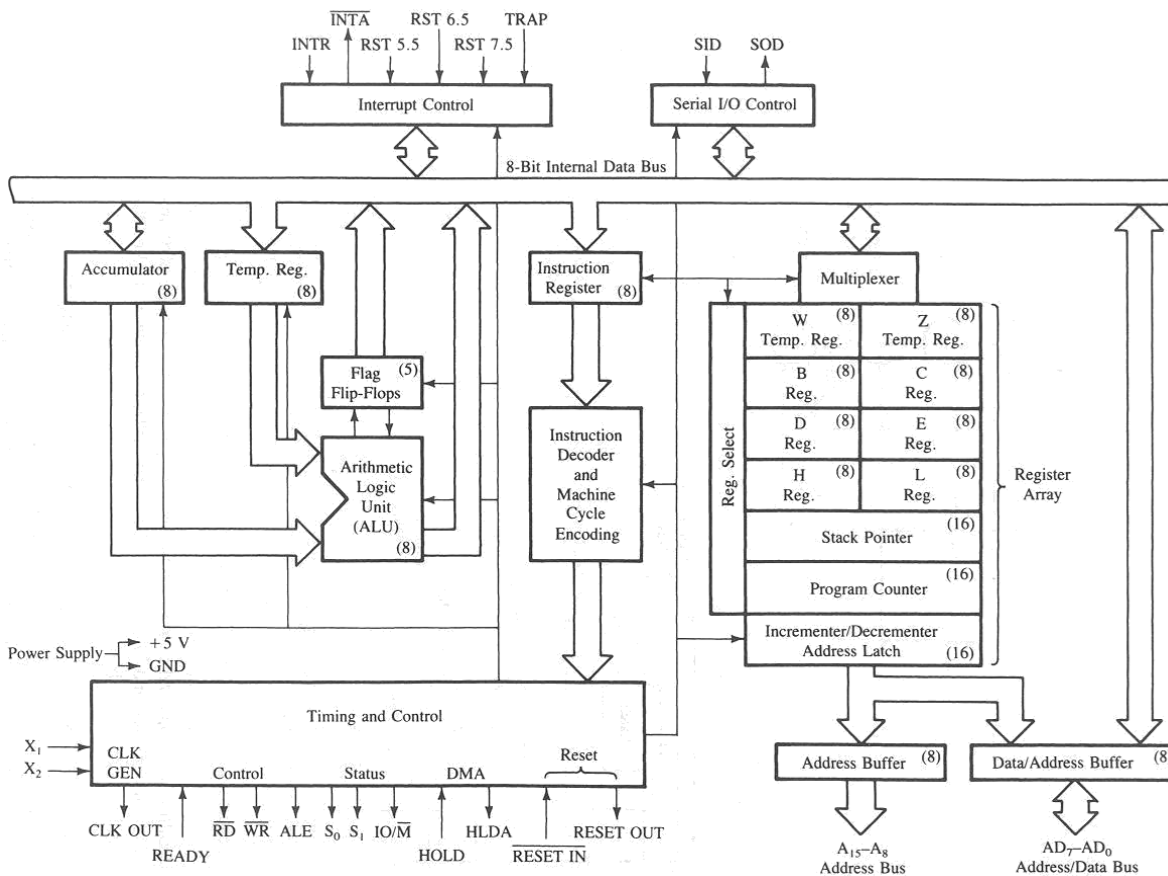 INTA
RST 6.5
TRAP
INTR
RST 5.5
RST 7.5
SID
SOD
Interrupt Control
Serial I/O Control
8-Bit Internal Data Bus
Accumulator
(8)
Temp. Reg.
(8)
Instruction
Register
(8)
Multiplexer
W
(8)
Temp. Reg.
Z
(8)
Temp. Reg.
B
(8)
Reg.
C
(8)
Reg.
D
(8)
Reg.
E
(8)
Reg.
H
(8)
Reg.
L
(8)
Reg.
Reg. Select
Register
Array
(16)
Stack Pointer
(16)
Program Counter
Incrementer/Decrementer
Address Latch
(16)
(5)
Flag
Flip-Flops
Arithmetic
Logic
Unit
(ALU)
(8)
Instruction
Decoder
and
Machine
Cycle
Encoding
Power Supply
+5 V
GND
Timing and Control
X1
X2
CLK
GEN
Control
Status
DMA
Reset
CLK OUT
READY
RD
WR
ALE
S0
S1
IO/M
HOLD
HLDA
RESET IN
RESET OUT
Address Buffer
(8)
Data/Address Buffer
(8
A15–A8
Address Bus
AD7–AD0
Address/Data Bus